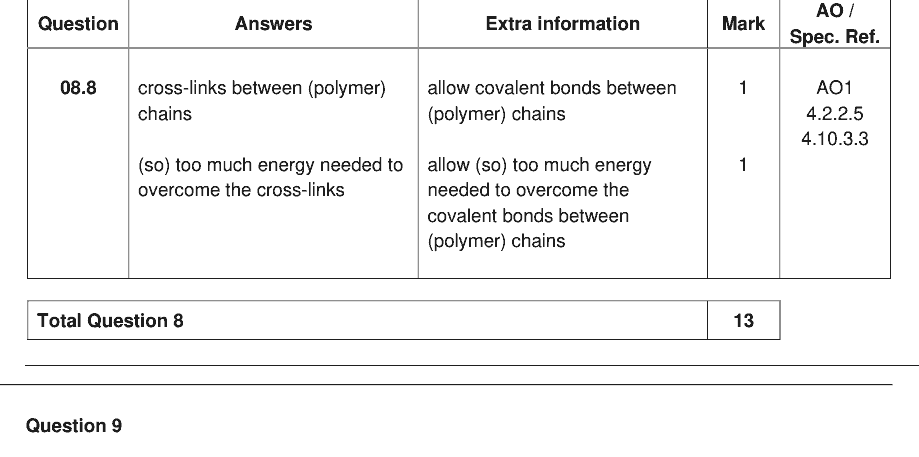 Question Answers Extra information Mark AO /
Spec. Ref.
08.8 cross-links between (polymer) allow covalent bonds between 1 AO1
chains (polymer) chains 4.2.2.5
4.10.3.3
(so) too much energy needed to allow (so) too much energy 1
overcome the cross-links needed to overcome the
covalent bonds between
(polymer) chains
Total Question 8 13
Question 9